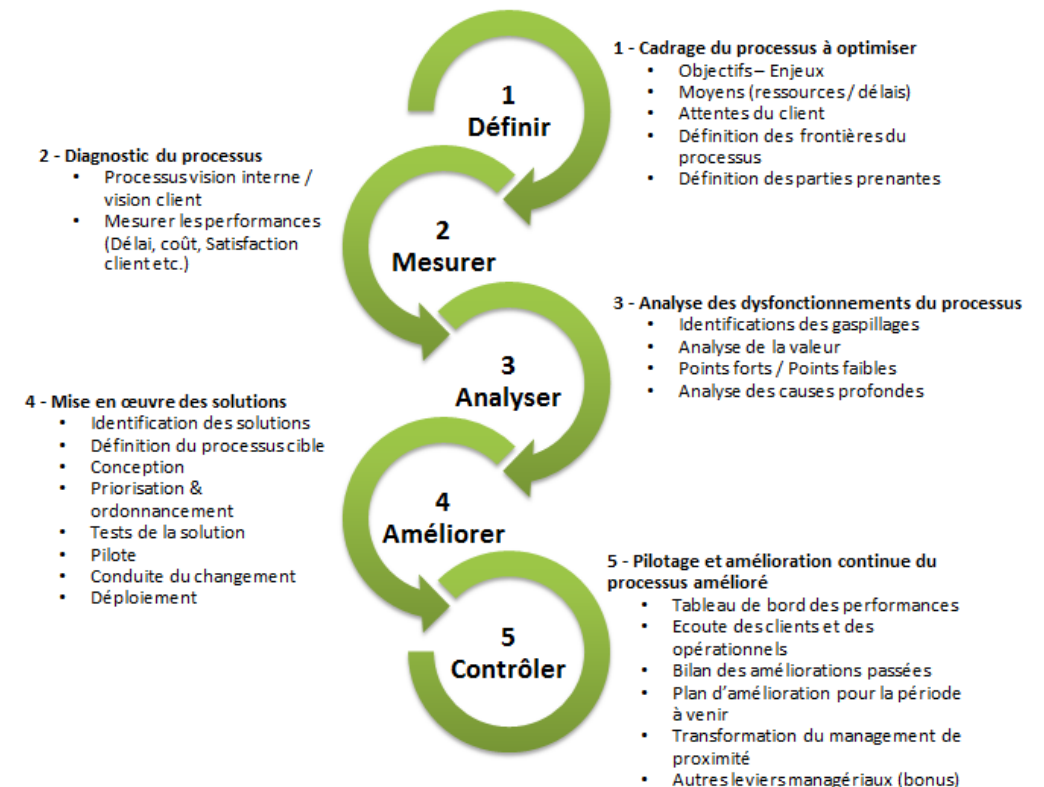 1
Définir
1 - Cadrage du processus à optimiser
• Objectifs – Enjeux
• Moyens (ressources / délais)
• Attentes du client
• Définition des frontières du
processus
• Définition des parties prenantes
2 - Diagnostic du processus
• Processus vision interne /
vision client
• Mesurer les performances
(Délai, coût, Satisfaction
client etc.)
2
Mesurer
3 - Analyse des dysfonctionnements du processus
• Identifications des gaspillages
• Analyse de la valeur
• Points forts / Points faibles
• Analyse des causes profondes
3
Analyser
4 - Mise en œuvre des solutions
• Identification des solutions
• Définition du processus cible
• Conception
• Priorisation &
ordonnancement
• Tests de la solution
• Pilote
• Conduite du changement
• Déploiement
4
Améliorer
5 - Pilotage et amélioration continue du
processus amélioré
• Tableau de bord des performances
• Ecoute des clients et des
opérationnels
• Bilan des améliorations passées
• Plan d'amélioration pour la période
à venir
• Transformation du management de
proximité
• Autres leviers managériaux (bonus)
5
Contrôler